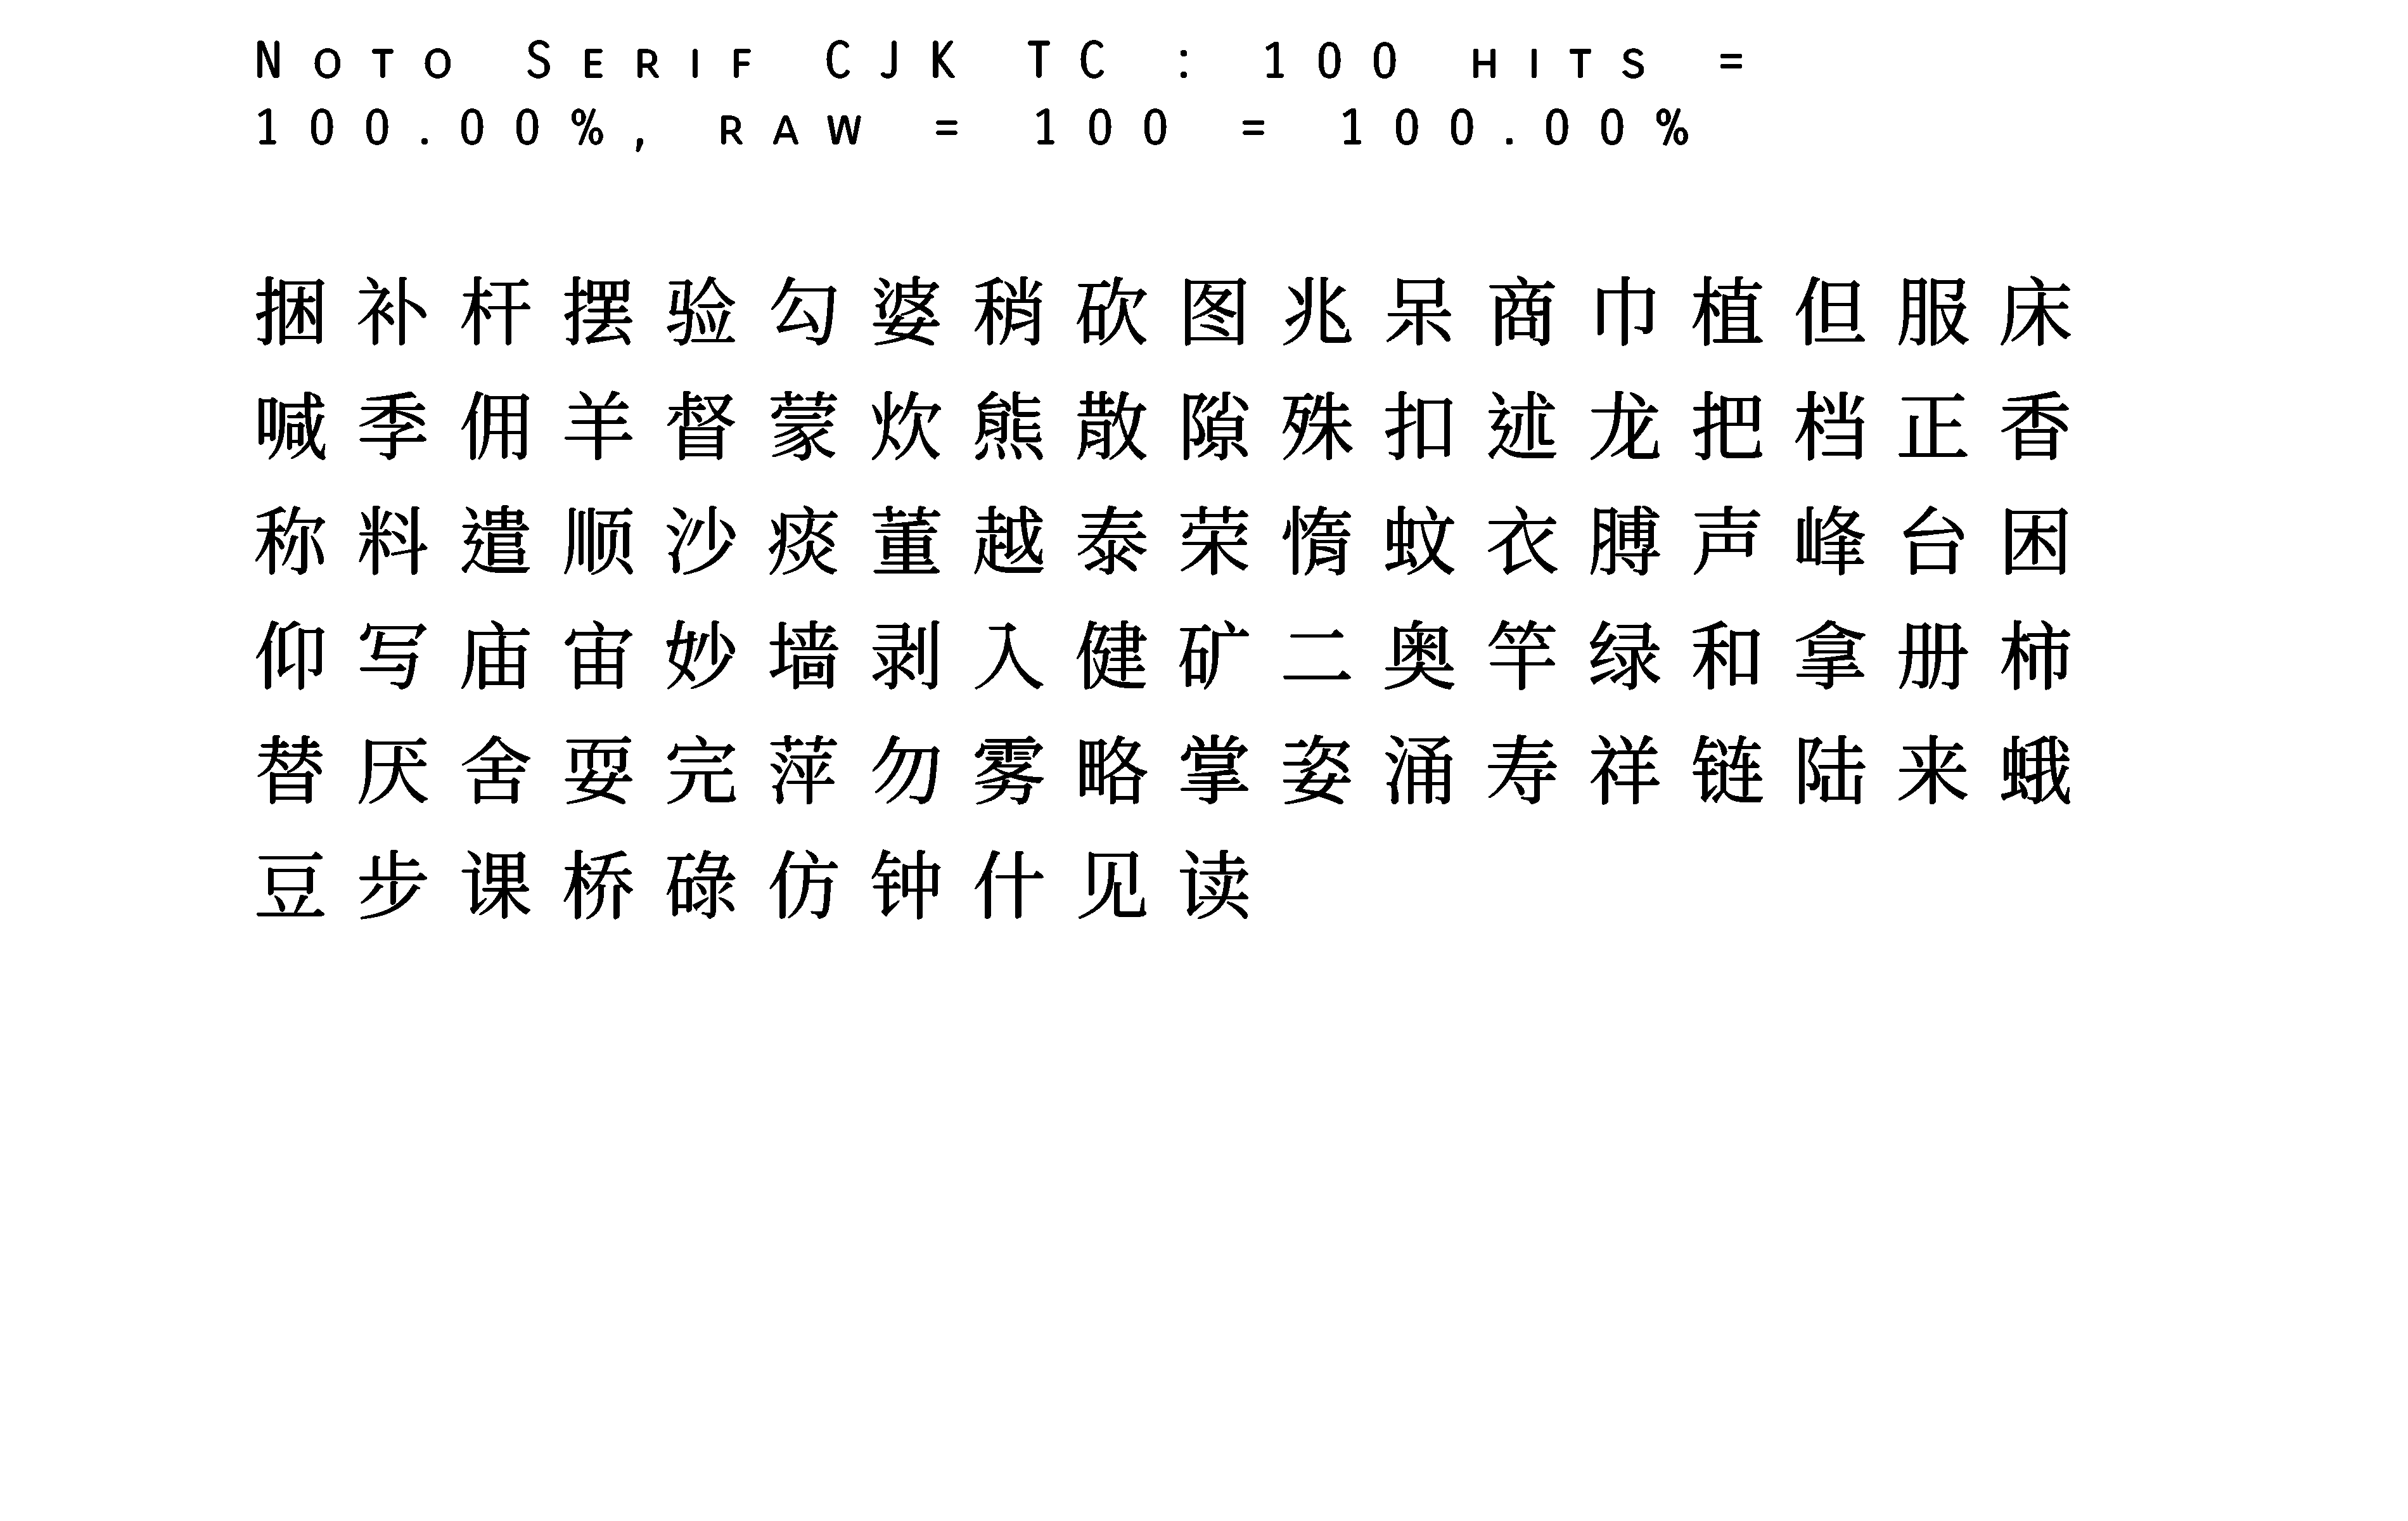 Noto Serif CJK TC : 100 hits =
100.00%, raw = 100 = 100.00%
捆补杆摆验勾婆稍砍图兆呆商巾植但服床
喊季佣羊督蒙炊熊散隙殊扣述龙把档正香
称料遣顺沙痰董越泰荣惰蚊衣膊声峰台困
仰写庙宙妙墙剥入健矿二奥竿绿和拿册柿
替厌舍耍完萍勿雾略掌姿涌寿祥链陆来蛾
豆步课桥碌仿钟什见读